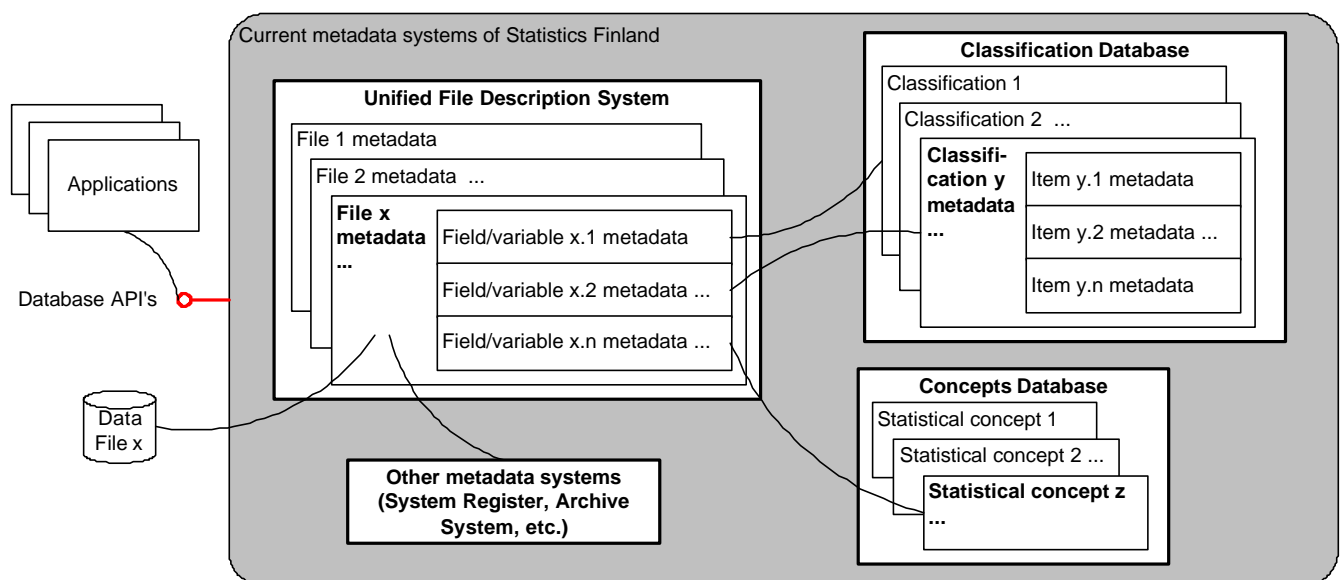 Current metadata systems of Statistics Finland
Applications
Database API's
Data
File x
Unified File Description System
File 1 metadata
File 2 metadata ...
File x
metadata
...
Field/variable x.1 metadata
Field/variable x.2 metadata ...
Field/variable x.n metadata ...
Other metadata systems
(System Register, Archive
System, etc.)
Classification Database
Classification 1
Classification 2 ...
Classifi-
cation y
metadata
...
Item y.1 metadata
Item y.2 metadata ...
Item y.n metadata
Concepts Database
Statistical concept 1
Statistical concept 2 ...
Statistical concept z
...